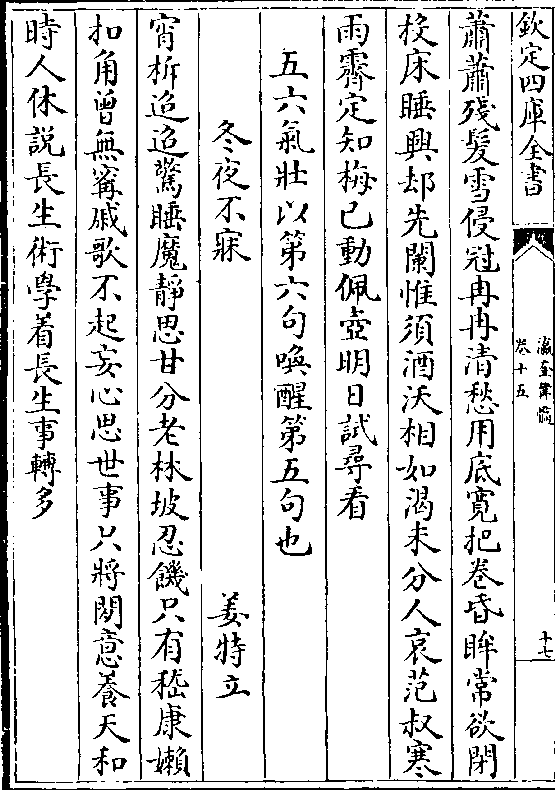 欽定四庫全書
蕭蕭殘髮雪侵冠冉冉清愁用底寛把卷昏眸常欲閉
投床睡興却先闌惟須酒沃相如渴未分人哀范叔寒
雨霽定知梅已動佩壺明日試尋看
五六氣壯以第六句喚醒第五句也
冬夜不寐 姜特立
宵柝迢迢驚睡魔靜思甘分老林坡忍饑只有嵇康嬾
扣角曽無寗戚歌不起妄心思世事只將閒意養天和
時人休説長生術學着長生事轉多
瀛奎律髓
卷十五
十七